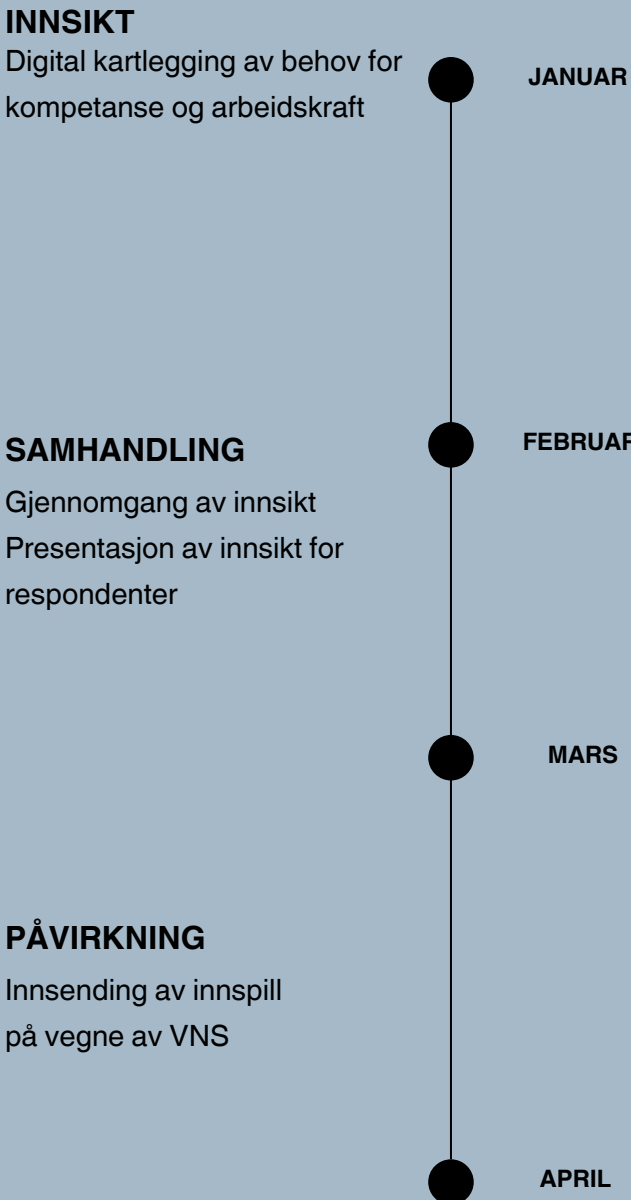 INNSIKT
Digital kartlegging av behov for
kompetanse og arbeidskraft
JANUAR
SAMHANDLING
Gjennomgang av innsikt
Presentasjon av innsikt for
respondenter
FEBRUAR
MARS
PÅVIRKNING
Innsending av innspill
på vegne av VNS
APRIL